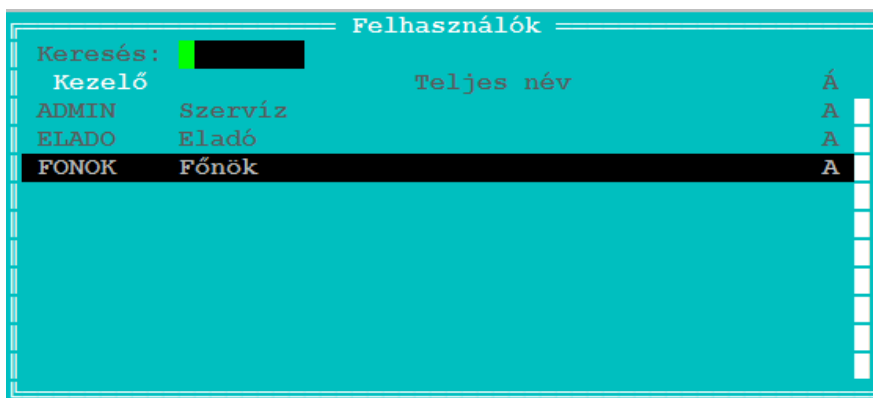 Felhasználók
Keresés:
Kezelő Teljes név Á
ADMIN Szervíz A
ELADO Eladó A
FONOK Főnök A